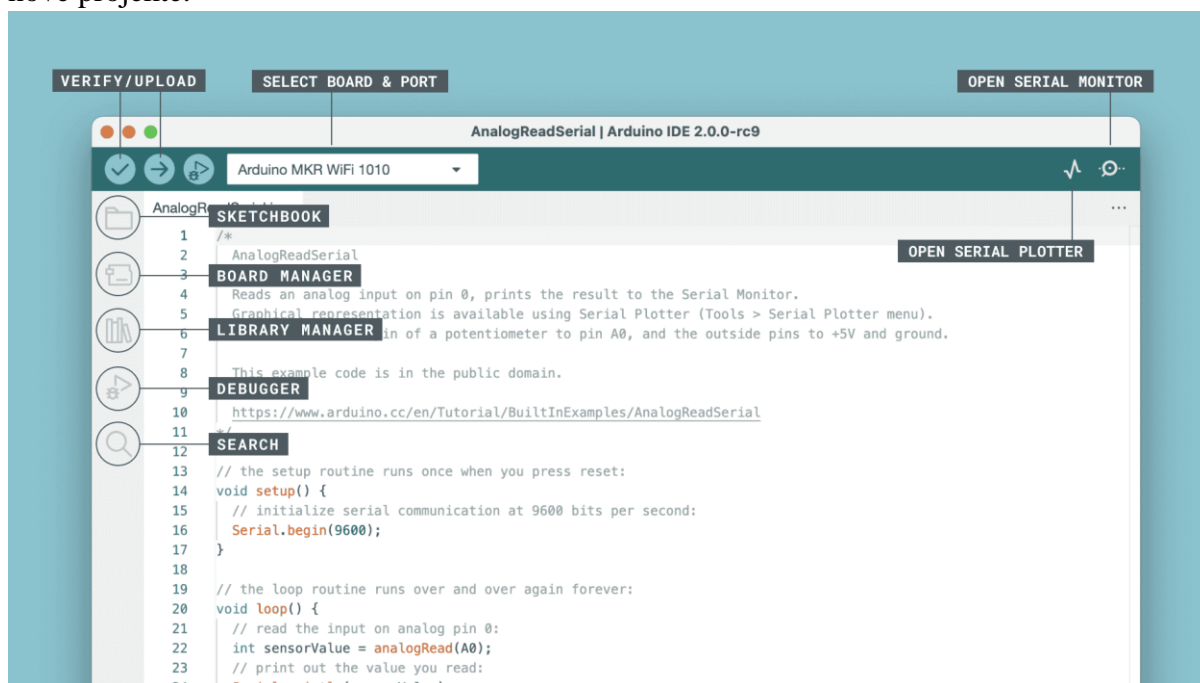 VERIFY/UPLOAD
SELECT BOARD & PORT
OPEN SERIAL MONITOR
AnalogReadSerial | Arduino IDE 2.0.0-rc9
Arduino MKR WiFi 1010
SKETCHBOOK
1 /*
2 AnalogReadSerial
OPEN SERIAL PLOTTER
3 BOARD MANAGER
4 Reads an analog input on pin 0, prints the result to the Serial Monitor.
5 Graphical representation is available using Serial Plotter (Tools > Serial Plotter menu).
6 LIBRARY MANAGER of a potentiometer to pin A0, and the outside pins to +5V and ground.
7
8 This example code is in the public domain.
9 DEBUGGER
10 https://www.arduino.cc/en/Tutorial/BuiltInExamples/AnalogReadSerial
11 */
12 SEARCH
13 // the setup routine runs once when you press reset:
14 void setup() {
15 // initialize serial communication at 9600 bits per second:
16 Serial.begin(9600);
17 }
18
19 // the loop routine runs over and over again forever:
20 void loop() {
21 // read the input on analog pin 0:
22 int sensorValue = analogRead(A0);
23 // print out the value you read: